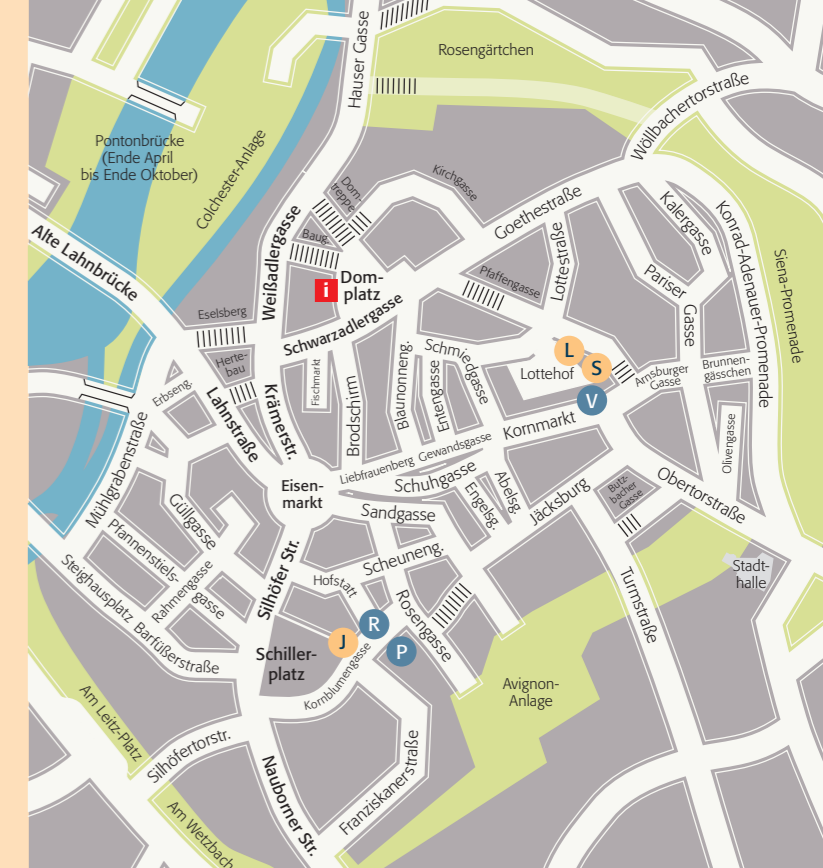 Hauser Gasse
Rosengärtchen
Wöllbachertorstraße
Pontonbrücke
(Ende April
bis Ende Oktober)
Colchester-Anlage
Alte Lahnbrücke
Dom-
treppe
Kirchgasse
Goethestraße
Kalergasse
Konrad-Adenauer-Promenade
Siena-Promenade
Weißadlergasse
Baug.
i
Dom-
platz
Pfaffengasse
Lottestraße
Pariser
Gasse
Eselsberg
Schwarzadlergasse
Herte-
bau
Fischmarkt
Brodschirm
Blaunonneng.
Entengasse
Schmiedgasse
L
S
V
Lottehof
Arnsburger
Gasse
Brunnen-
gässchen
Erbseng.
Lahnstraße
Krämerstr.
Liebfrauenberg
Gewandsgasse
Kornmarkt
Olivengasse
Mühlgrabenstraße
Eisen-
markt
Schuhgasse
Engelsg.
Abelsg.
Jäcksburg
Butz-
bacher
Gasse
Obertorstraße
Güllgasse
Sandgasse
Pfannenstiels-
gasse
Rahmengasse
Steighausplatz
Barfüßerstraße
Silhöfer Str.
Hofstatt
Scheuneng.
Rosengasse
Turmstraße
Stadt-
halle
R
J
P
Schiller-
platz
Kornblumengasse
Avignon-
Anlage
Am Leitz-Platz
Silhöfertorstr.
Nauborner Str.
Franziskanerstraße
Am Wetzbach